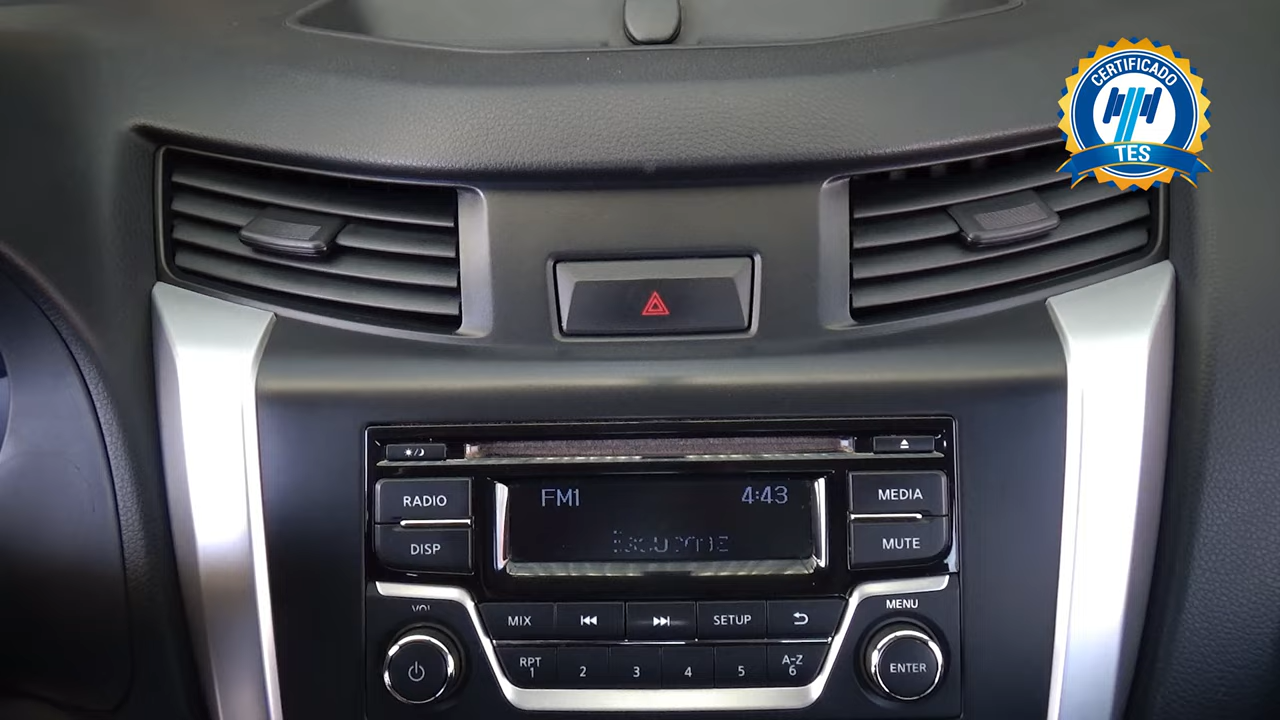 CERTIFICADO
TES
RADIO
DISP
FM1
4:43
MEDIA
MUTE
VOL
MENU
MIX
SETUP
ENTER
RPT
1
2
3
4
5
A-Z
6